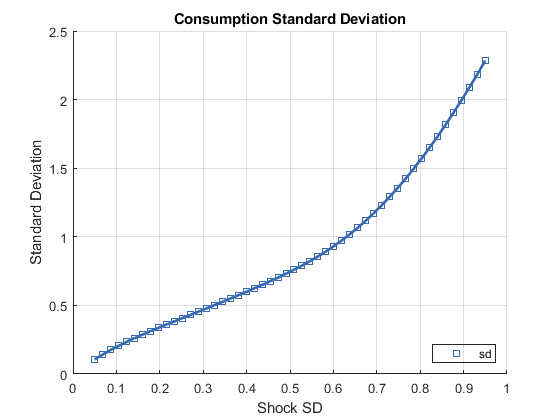 Consumption Standard Deviation
2.5
2
1.5
1
0.5
0
Standard Deviation
0 0.1 0.2 0.3 0.4 0.5 0.6 0.7 0.8 0.9 1
Shock SD
sd